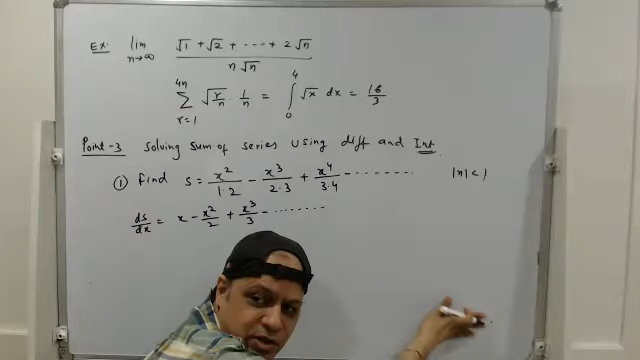 Ex: lim n→∞ (√1 + √2 + ---- + 2√n) / (n√n)
∑_{r=1}^{4n} √(r/n) · 1/n = ∫_0^4 √x dx = 16/3
Point-3 Solving sum of series using diff and Int.
① Find S = x²/1·2 - x³/2·3 + x⁴/3·4 - -------- |x| < 1
ds/dx = x - x²/2 + x³/3 - --------